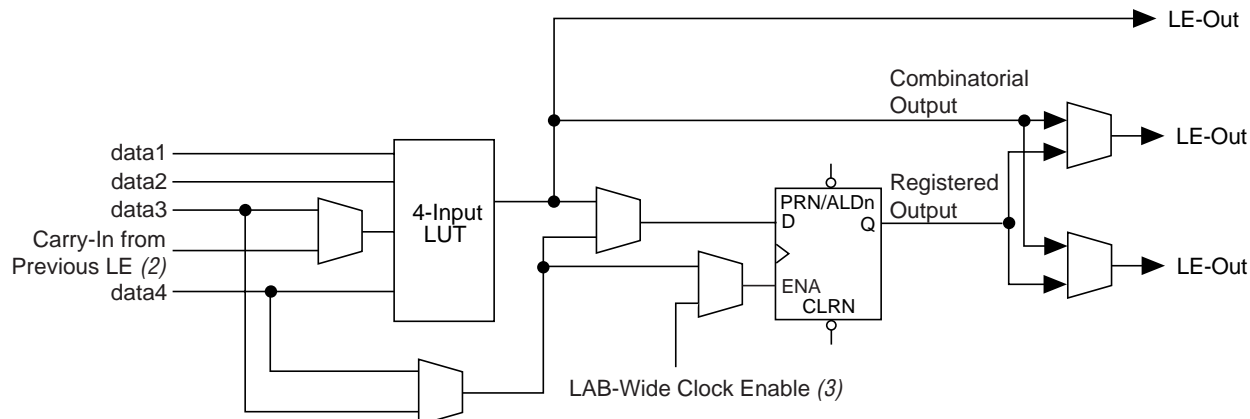 LE-Out
Combinatorial
Output
LE-Out
data1
data2
data3
Carry-In from
Previous LE (2)
data4
4-Input
LUT
PRN/ALDn
D
Q
ENA
CLRN
Registered
Output
LE-Out
LAB-Wide Clock Enable (3)